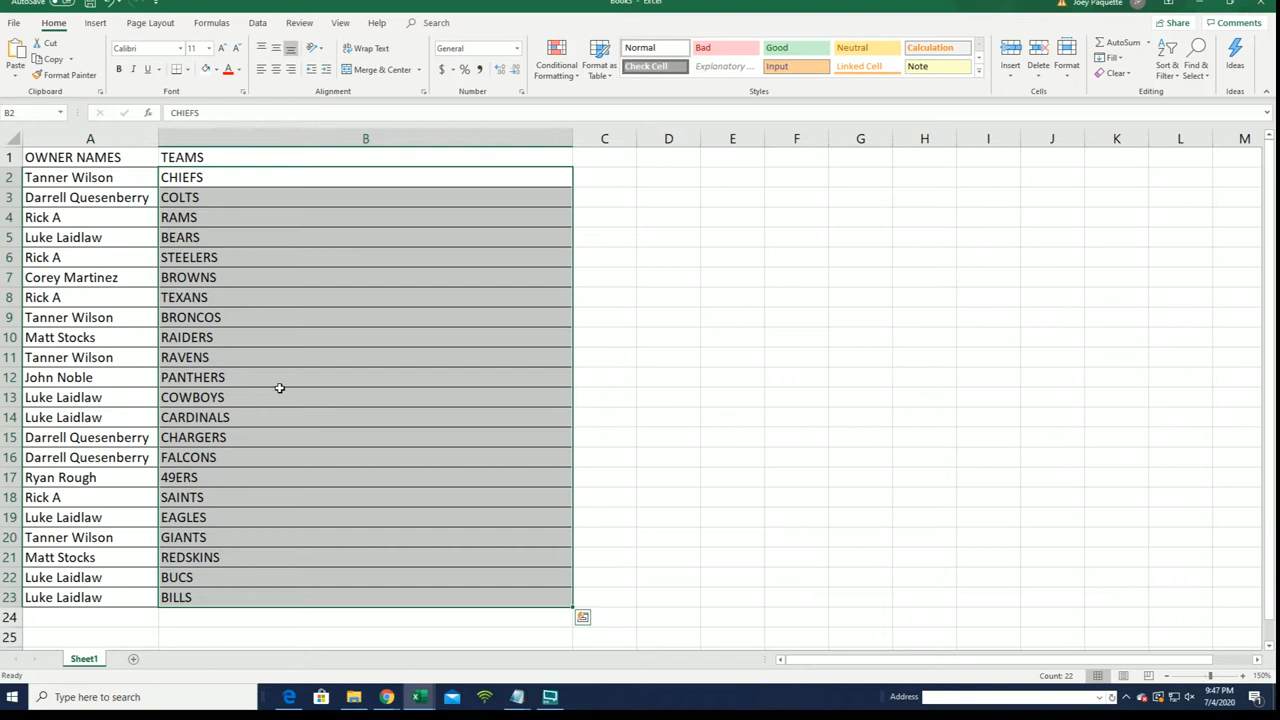 AutoSave
Book5 - Excel
Joey Paquette
JP
File Home Insert Page Layout Formulas Data Review View Help Search
Share Comments
Paste
Cut
Copy
Format Painter
Clipboard
Calibri 11
B I U
Font
Wrap Text
Merge & Center
Alignment
General
$ % ,
Number
Conditional Formatting
Format as Table
Normal Bad Good Neutral Calculation
Check Cell Explanatory ... Input Linked Cell Note
Styles
Insert Delete Format
Cells
AutoSum
Fill
Clear
Sort & Filter
Find & Select
Editing
Ideas
Ideas
B2 fx CHIEFS
A B C D E F G H I J K L M
1 OWNER NAMES TEAMS
2 Tanner Wilson CHIEFS
3 Darrell Quesenberry COLTS
4 Rick A RAMS
5 Luke Laidlaw BEARS
6 Rick A STEELERS
7 Corey Martinez BROWNS
8 Rick A TEXANS
9 Tanner Wilson BRONCOS
10 Matt Stocks RAIDERS
11 Tanner Wilson RAVENS
12 John Noble PANTHERS
13 Luke Laidlaw COWBOYS
14 Luke Laidlaw CARDINALS
15 Darrell Quesenberry CHARGERS
16 Darrell Quesenberry FALCONS
17 Ryan Rough 49ERS
18 Rick A SAINTS
19 Luke Laidlaw EAGLES
20 Tanner Wilson GIANTS
21 Matt Stocks REDSKINS
22 Luke Laidlaw BUCS
23 Luke Laidlaw BILLS
24
25
Sheet1
Ready Count: 22 150%
Type here to search
Address
9:47 PM
7/4/2020